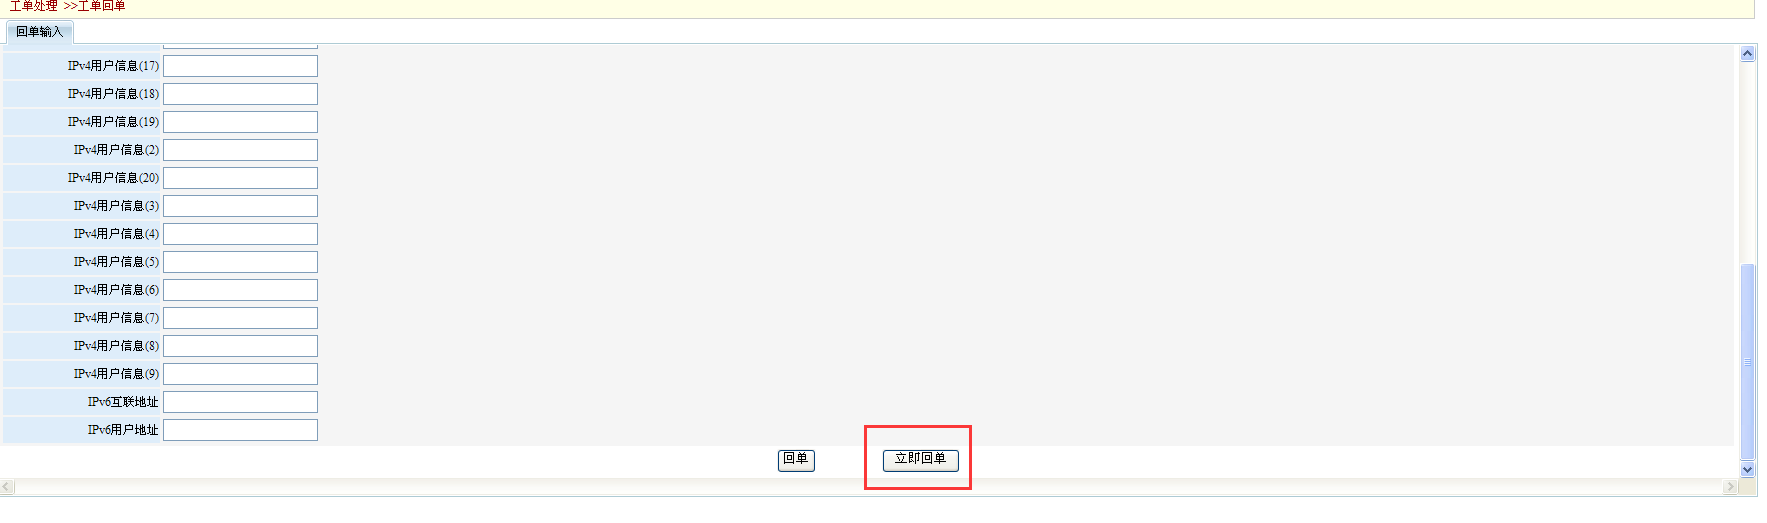 工单处理 >>工单回单
回单输入
IPv4用户信息(17)
IPv4用户信息(18)
IPv4用户信息(19)
IPv4用户信息(2)
IPv4用户信息(20)
IPv4用户信息(3)
IPv4用户信息(4)
IPv4用户信息(5)
IPv4用户信息(6)
IPv4用户信息(7)
IPv4用户信息(8)
IPv4用户信息(9)
IPv6互联地址
IPv6用户地址
回单 立即回单